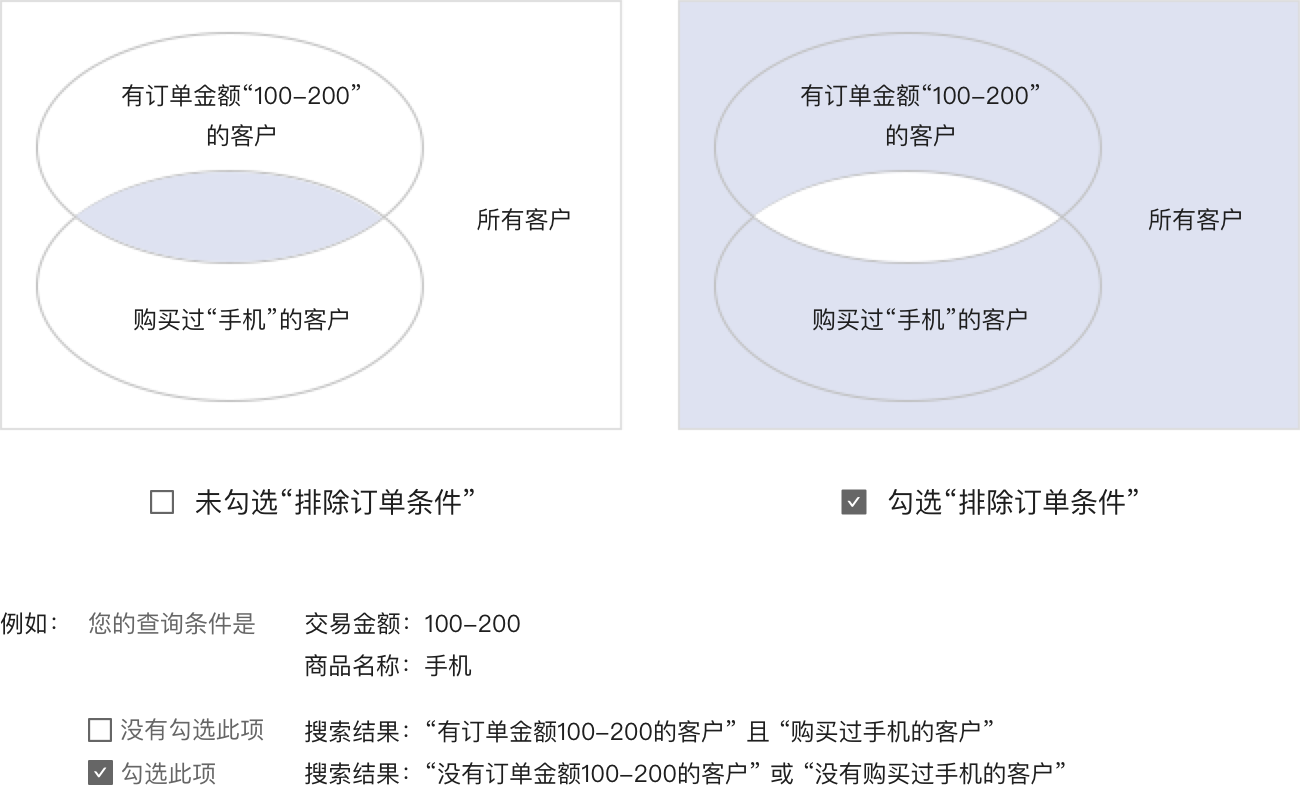 有订单金额“100–200”
的客户
所有客户
购买过“手机”的客户
有订单金额“100–200”
的客户
所有客户
购买过“手机”的客户
未勾选“排除订单条件”
勾选“排除订单条件”
例如： 您的查询条件是 交易金额：100–200
商品名称：手机
没有勾选此项 搜索结果：“有订单金额100–200的客户” 且 “购买过手机的客户”
勾选此项 搜索结果：“没有订单金额100–200的客户” 或 “没有购买过手机的客户”